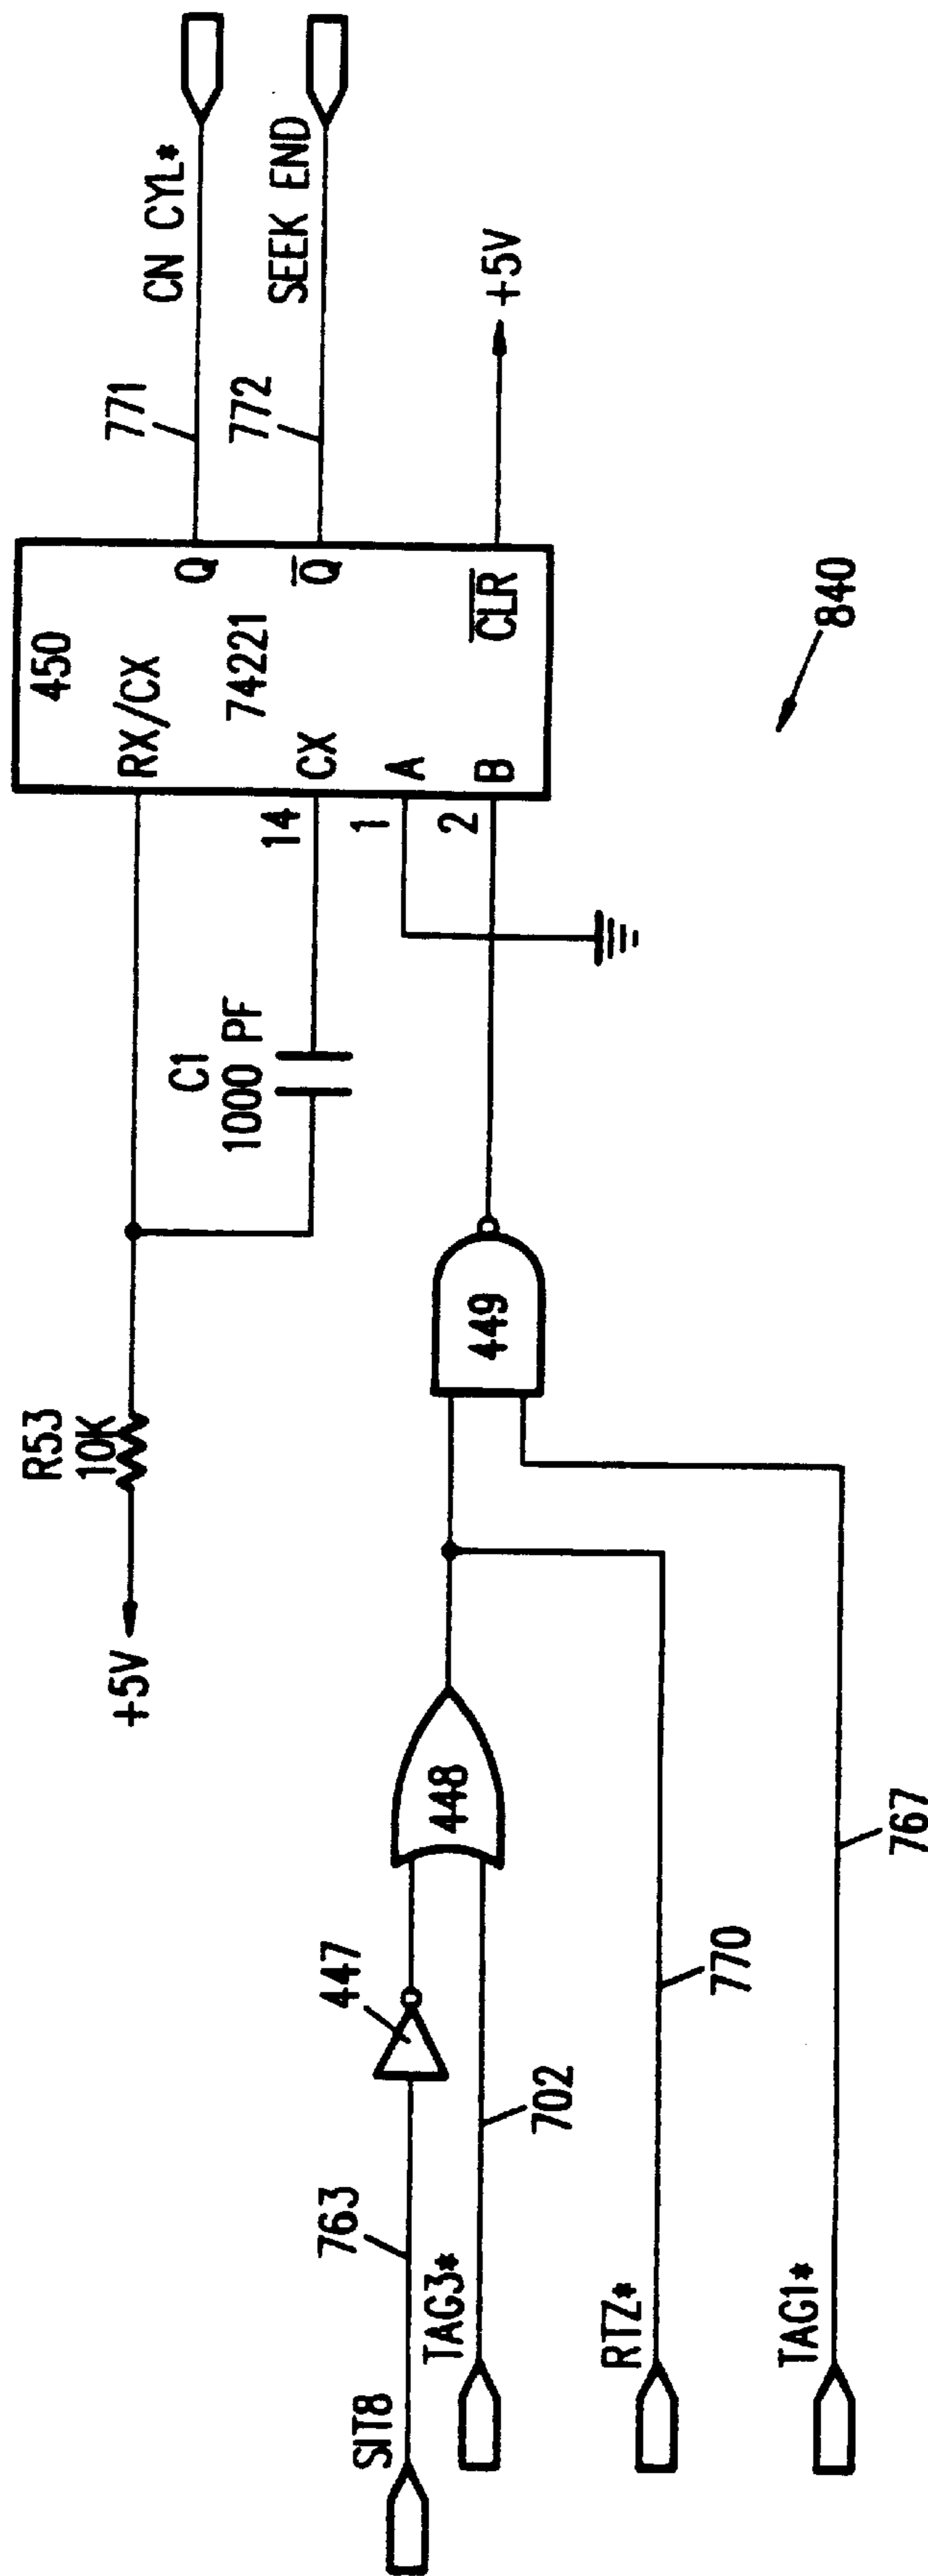 SIT8
763
447
TAG3*
702
448
RTZ*
770
TAG1*
767
449
+5V
R53
10K
C1
1000 PF
14
1
2
450
RX/CX
74221
CX
A
B
Q
Q
CLR
771
CN CYL*
772
SEEK END
+5V
840